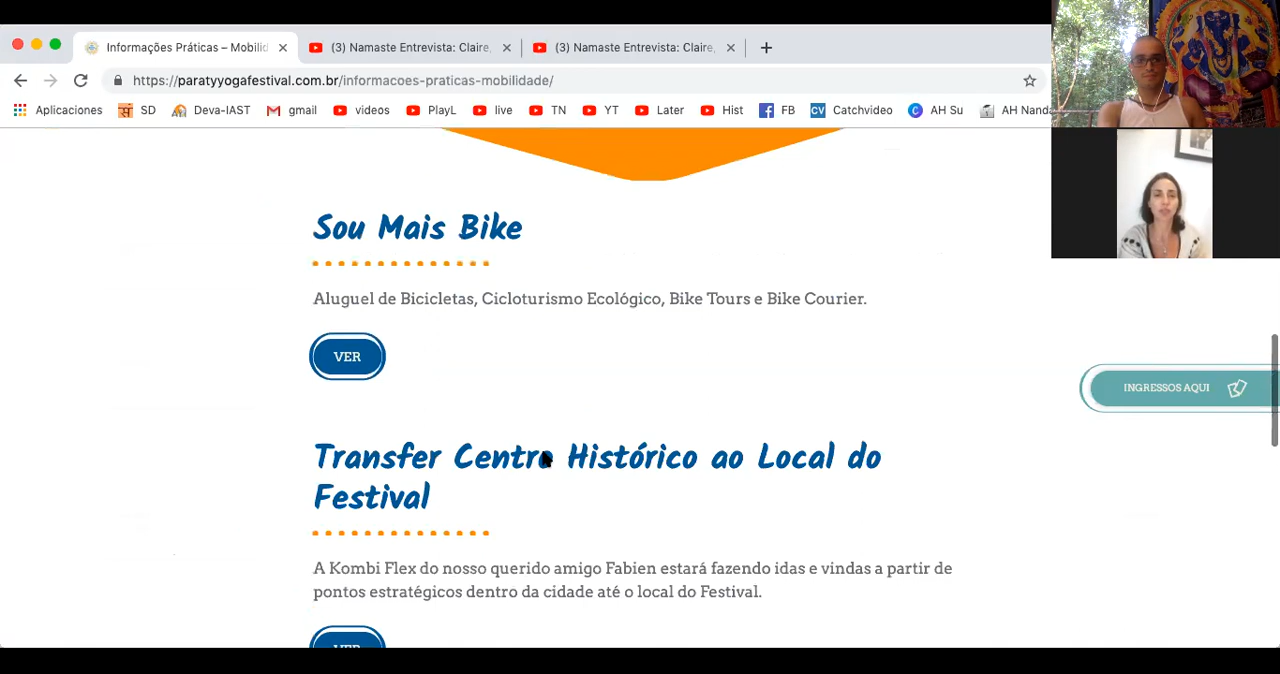 Informações Práticas – Mobilid
(3) Namaste Entrevista: Claire,
(3) Namaste Entrevista: Claire,
https://paratyyogafestival.com.br/informacoes-praticas-mobilidade/
Aplicaciones
सं SD
Deva-IAST
gmail
videos
PlayL
live
TN
YT
Later
Hist
FB
CV Catchvideo
AH Su
AH Nanda
Sou Mais Bike
Aluguel de Bicicletas, Cicloturismo Ecológico, Bike Tours e Bike Courier.
VER
INGRESSOS AQUI
Transfer Centro Histórico ao Local do
Festival
A Kombi Flex do nosso querido amigo Fabien estará fazendo idas e vindas a partir de
pontos estratégicos dentro da cidade até o local do Festival.
VER